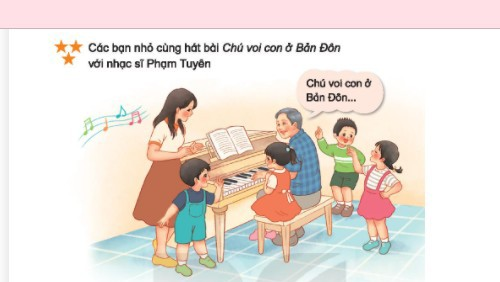 Các bạn nhỏ cùng hát bài Chú voi con ở Bản Đôn
với nhạc sĩ Phạm Tuyên
Chú voi con ở
Bản Đôn...